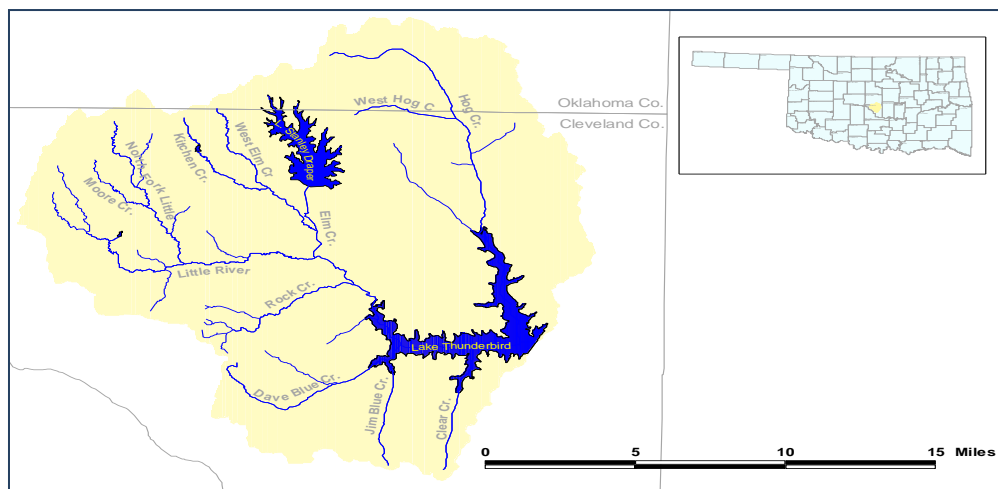 Hog Cr.
West Hog C
Oklahoma Co.
Cleveland Co.
Stanley Draper
West Elm Cr
Kitchen Cr.
North Fork Little
Moore Cr.
Elm Cr.
Little River
Rock Cr.
Lake Thunderbird
Dave Blue Cr.
Jim Blue Cr.
Clear Cr.
0 5 10 15 Miles